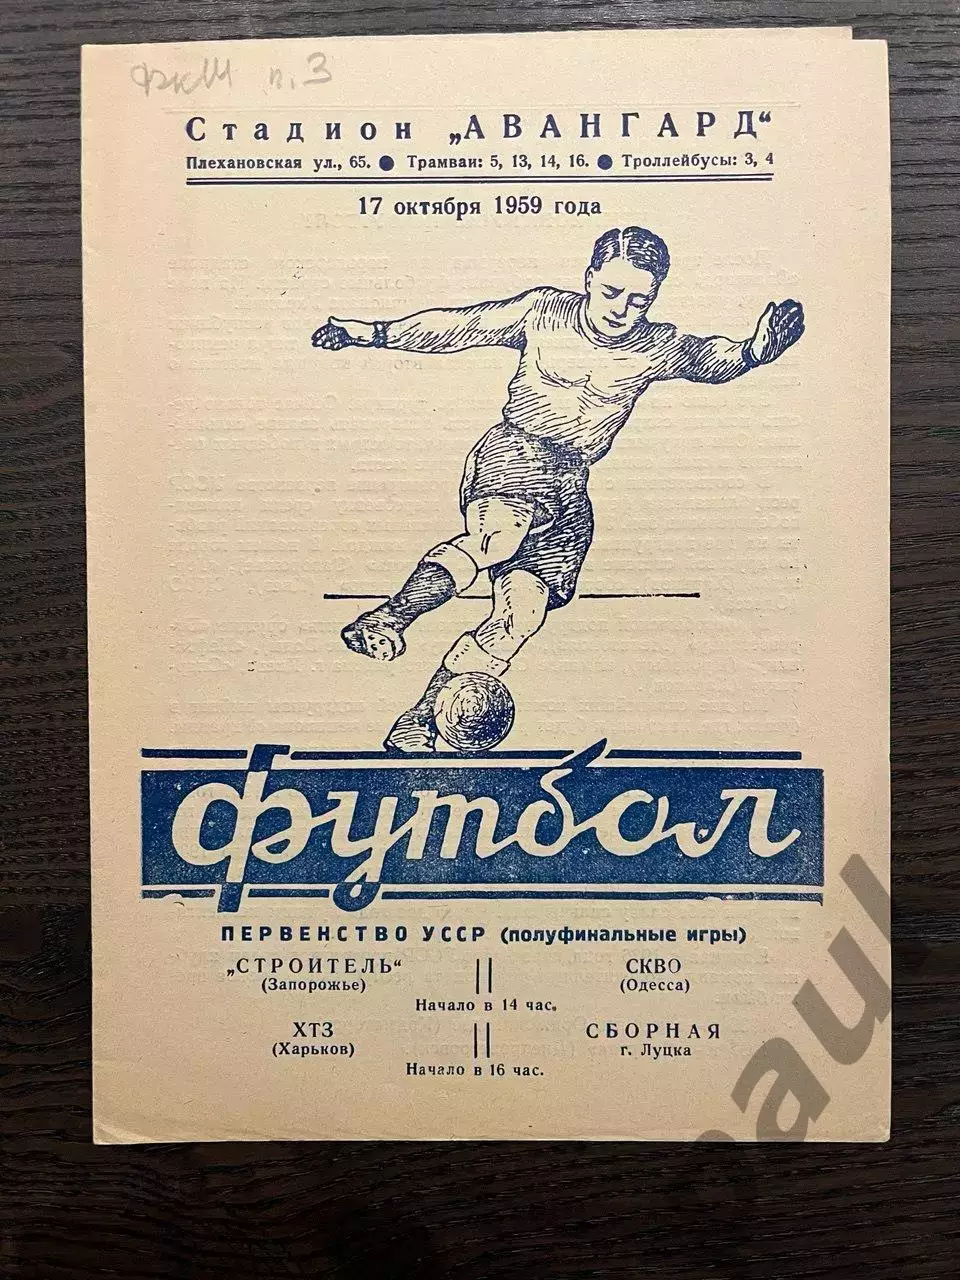 п. 3
Стадион „АВАНГАРД“
Плехановская ул., 65. ● Трамваи: 5, 13, 14, 16. ● Троллейбусы: 3, 4
17 октября 1959 года
футбол
ПЕРВЕНСТВО УССР (полуфинальные игры)
„СТРОИТЕЛЬ“ || СКВО
(Запорожье) (Одесса)
Начало в 14 час.
ХТЗ || СБОРНАЯ
(Харьков) г. Луцка
Начало в 16 час.